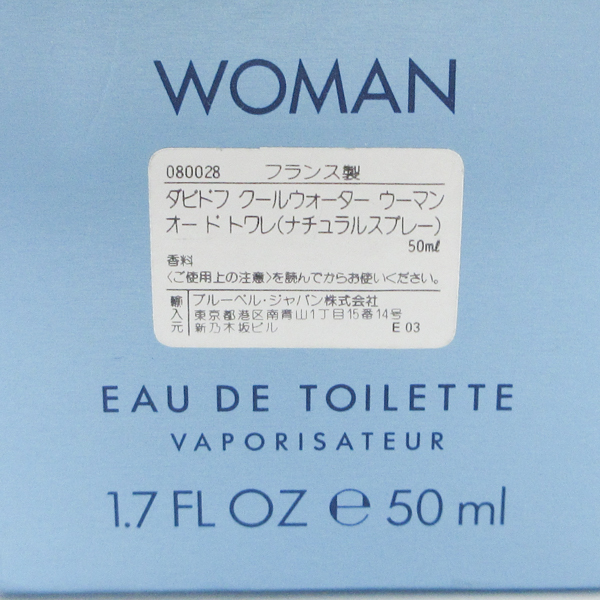 WOMAN
080028 フランス製
ダビドフ クールウォーター ウーマン
オー ド トワレ(ナチュラルスプレー)
50ml
香料
〈ご使用上の注意〉を読んでからお使いください。
輸入元 ブルーベル・ジャパン株式会社
東京都港区南青山1丁目15番14号
新乃木坂ビル E 03
EAU DE TOILETTE
VAPORISATEUR
1.7 FL OZ ℮ 50 ml